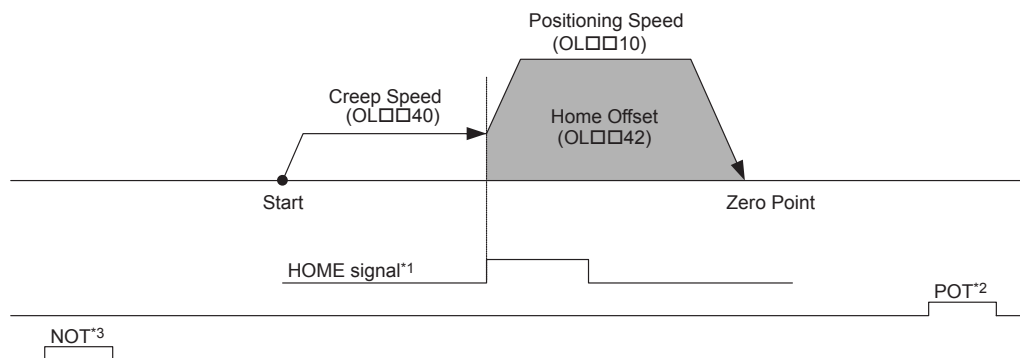 Positioning Speed
(OL□□10)
Creep Speed
(OL□□40)
Home Offset
(OL□□42)
Start
Zero Point
HOME signal*1
POT*2
NOT*3